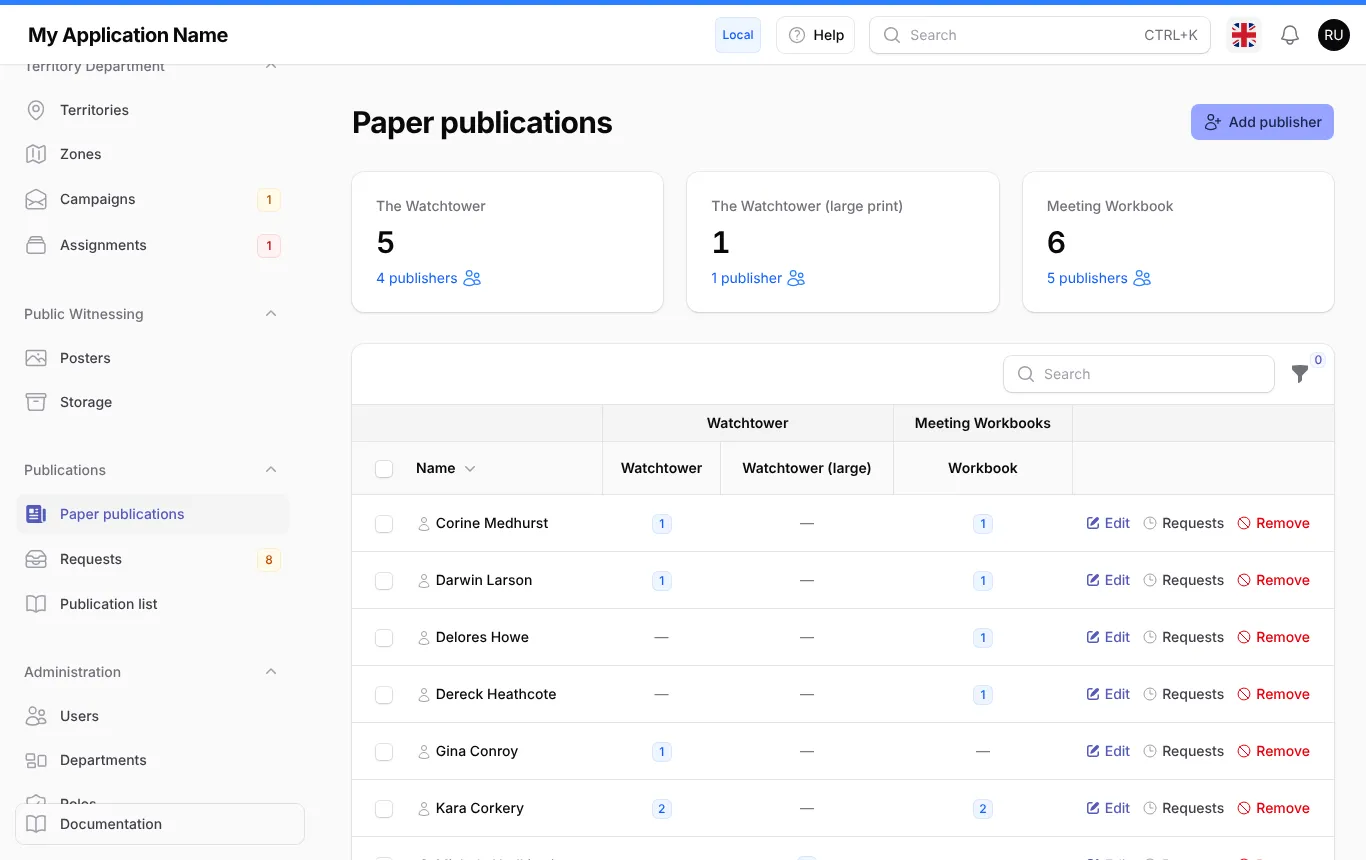 My Application Name
Local
Help
Search
CTRL+K
RU
Territory Department
Territories
Zones
Campaigns 1
Assignments 1
Public Witnessing
Posters
Storage
Publications
Paper publications
Requests 8
Publication list
Administration
Users
Departments
Roles
Documentation
Paper publications
Add publisher
The Watchtower
5
4 publishers
The Watchtower (large print)
1
1 publisher
Meeting Workbook
6
5 publishers
Search
0
Watchtower Meeting Workbooks
Name Watchtower Watchtower (large) Workbook
Corine Medhurst 1 — 1 Edit Requests Remove
Darwin Larson 1 — 1 Edit Requests Remove
Delores Howe — — 1 Edit Requests Remove
Dereck Heathcote — — 1 Edit Requests Remove
Gina Conroy 1 — — Edit Requests Remove
Kara Corkery 2 — 2 Edit Requests Remove